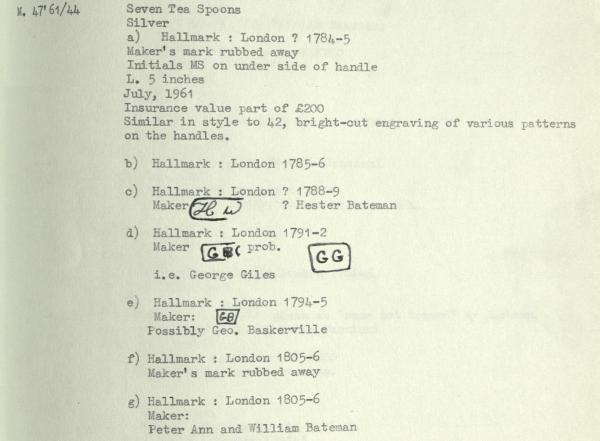 M. 47'61/44 Seven Tea Spoons
Silver
a) Hallmark : London ? 1784-5
Maker's mark rubbed away
Initials MS on under side of handle
L. 5 inches
July, 1961
Insurance value part of £200
Similar in style to 42, bright-cut engraving of various patterns
on the handles.
b) Hallmark : London 1785-6
c) Hallmark : London ? 1788-9
Maker ? Hester Bateman
d) Hallmark : London 1791-2
Maker prob. GG
i.e. George Giles
e) Hallmark : London 1794-5
Maker: GB
Possibly Geo. Baskerville
f) Hallmark : London 1805-6
Maker's mark rubbed away
g) Hallmark : London 1805-6
Maker:
Peter Ann and William Bateman